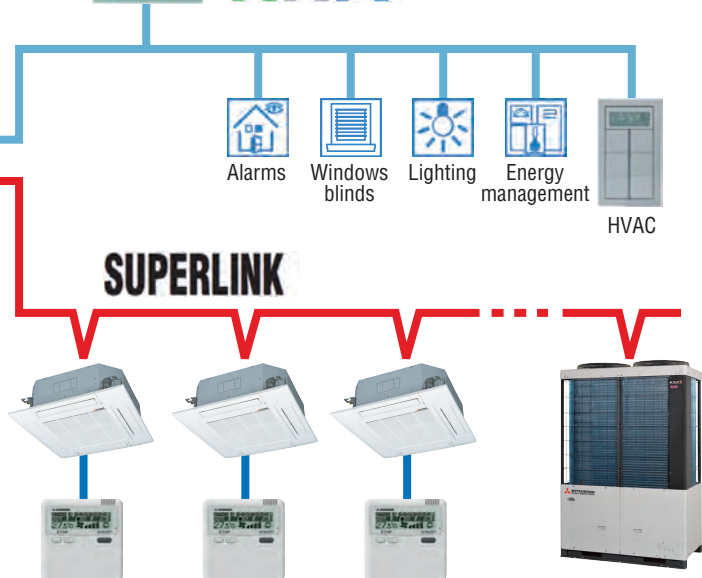 Alarms
Windows
blinds
Lighting
Energy
management
HVAC
SUPERLINK